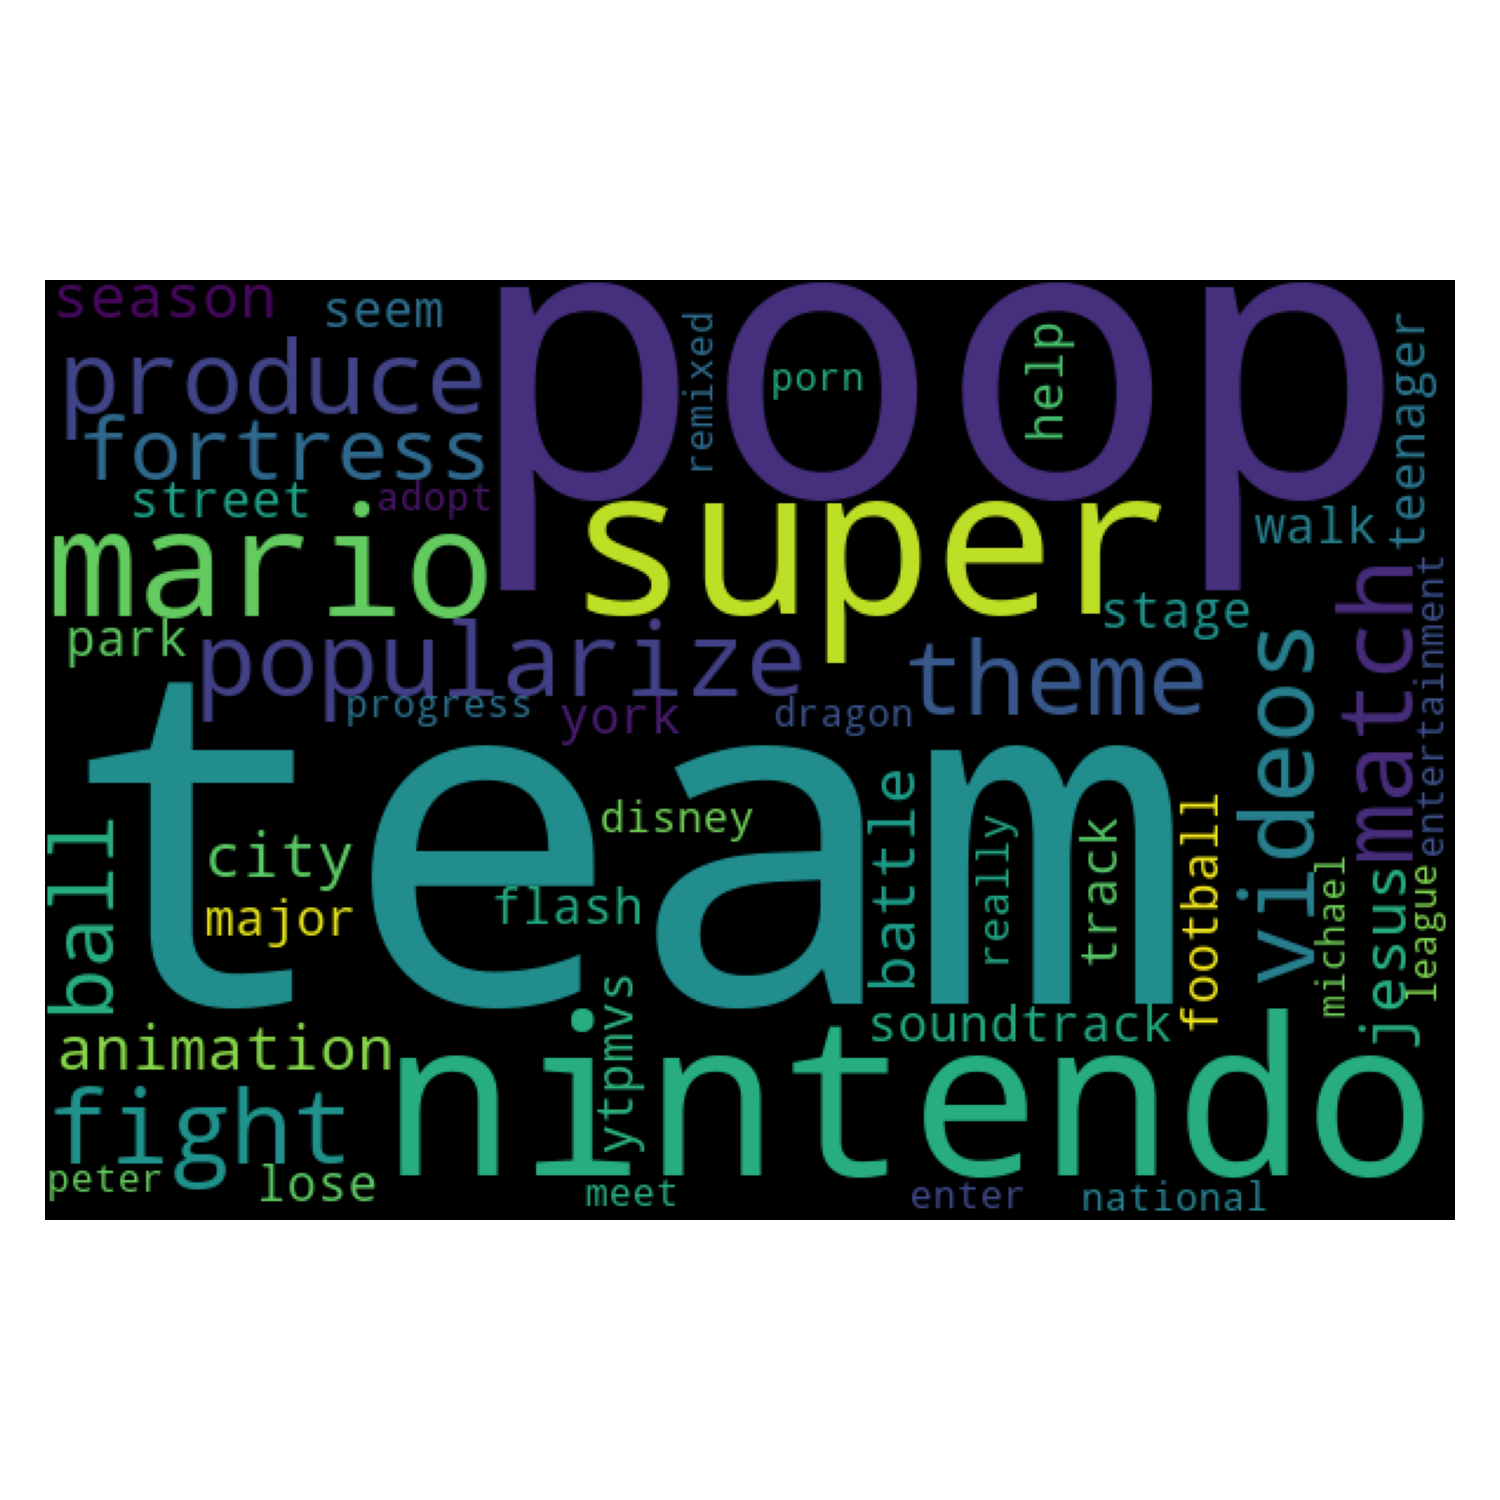 season
seem
poop
remixed
porn
help
teenager
produce
fortress
street
adopt
mario
super
walk
stage
park
popularize
theme
match
videos
entertainment
progress
york
dragon
team
disney
battle
really
track
football
ball
city
major
flash
michael
league
jesus
animation
ytpmvs
soundtrack
nintendo
fight
peter
lose
meet
enter
national